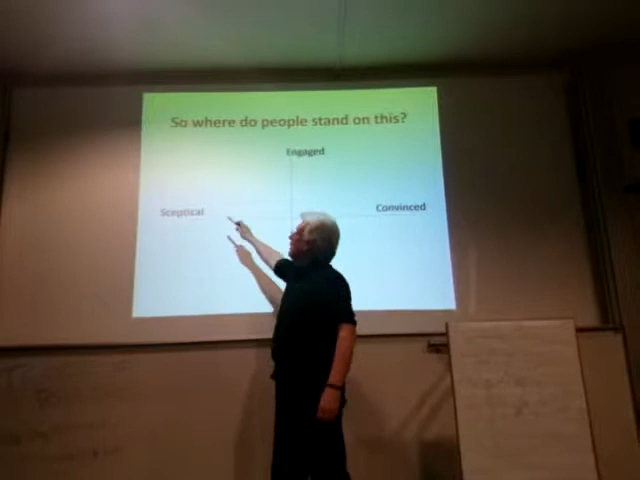 So where do people stand on this?
Engaged
Sceptical
Convinced